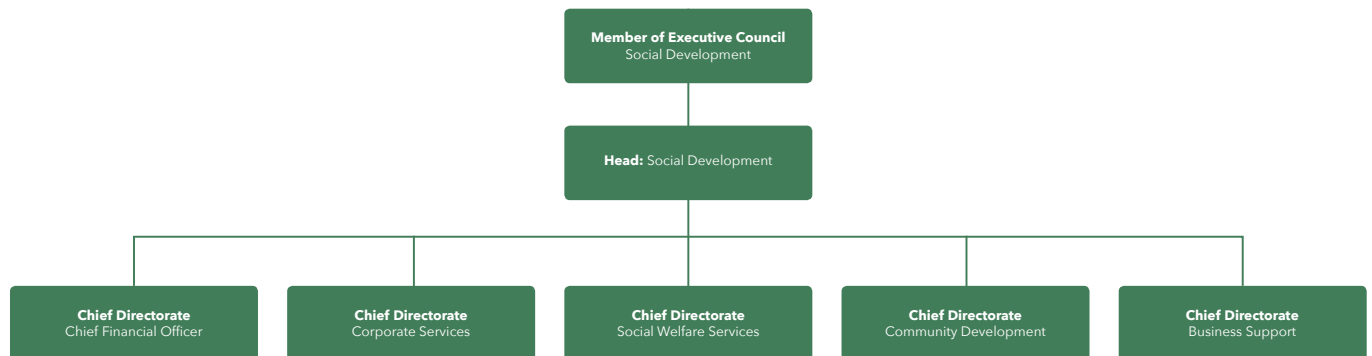 Member of Executive Council
Social Development
Head: Social Development
Chief Directorate
Chief Financial Officer
Chief Directorate
Corporate Services
Chief Directorate
Social Welfare Services
Chief Directorate
Community Development
Chief Directorate
Business Support